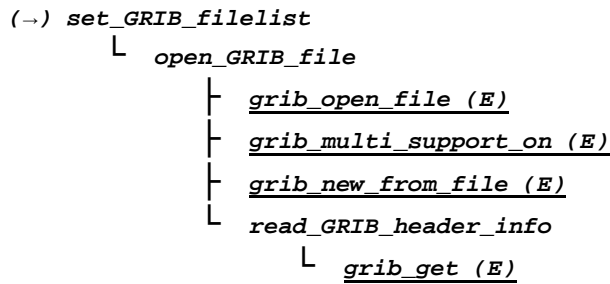 (→) set_GRIB_filelist
└ open_GRIB_file
├ grib_open_file (E)
├ grib_multi_support_on (E)
├ grib_new_from_file (E)
└ read_GRIB_header_info
└ grib_get (E)